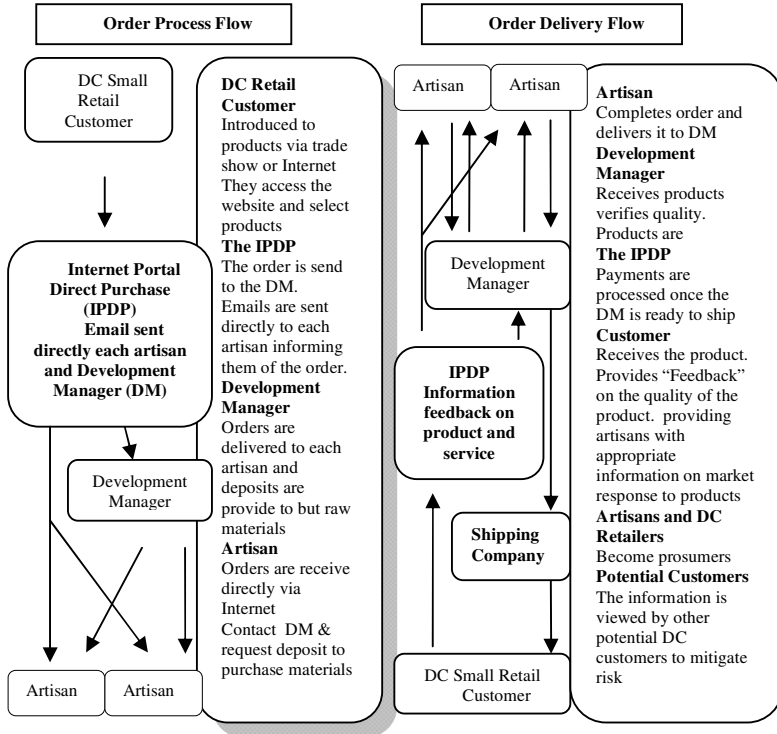 Order Process Flow
DC Small
Retail
Customer
Internet Portal
Direct Purchase
(IPDP)
Email sent
directly each artisan
and Development
Manager (DM)
Development
Manager
Artisan
Artisan
DC Retail
Customer
Introduced to
products via trade
show or Internet
They access the
website and select
products
The IPDP
The order is send
to the DM.
Emails are sent
directly to each
artisan informing
them of the order.
Development
Manager
Orders are
delivered to each
artisan and
deposits are
provide to but raw
materials
Artisan
Orders are receive
directly via
Internet
Contact DM &
request deposit to
purchase materials
Order Delivery Flow
Artisan
Artisan
Development
Manager
IPDP
Information
feedback on
product and
service
Shipping
Company
DC Small Retail
Customer
Artisan
Completes order and
delivers it to DM
Development
Manager
Receives products
verifies quality.
Products are
The IPDP
Payments are
processed once the
DM is ready to ship
Customer
Receives the product.
Provides “Feedback”
on the quality of the
product. providing
artisans with
appropriate
information on market
response to products
Artisans and DC
Retailers
Become prosumers
Potential Customers
The information is
viewed by other
potential DC
customers to mitigate
risk